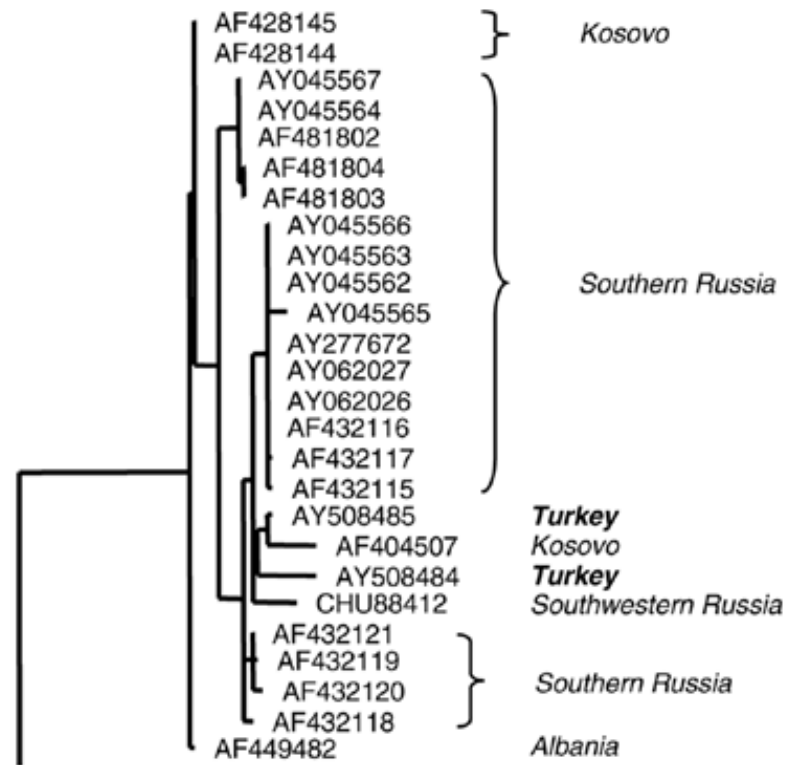 AF428145
AF428144
Kosovo
AY045567
AY045564
AF481802
AF481804
AF481803
AY045566
AY045563
AY045562
Southern Russia
AY045565
AY277672
AY062027
AY062026
AF432116
AF432117
AF432115
AY508485 Turkey
AF404507 Kosovo
AY508484 Turkey
CHU88412 Southwestern Russia
AF432121
AF432119
Southern Russia
AF432120
AF432118
AF449482 Albania